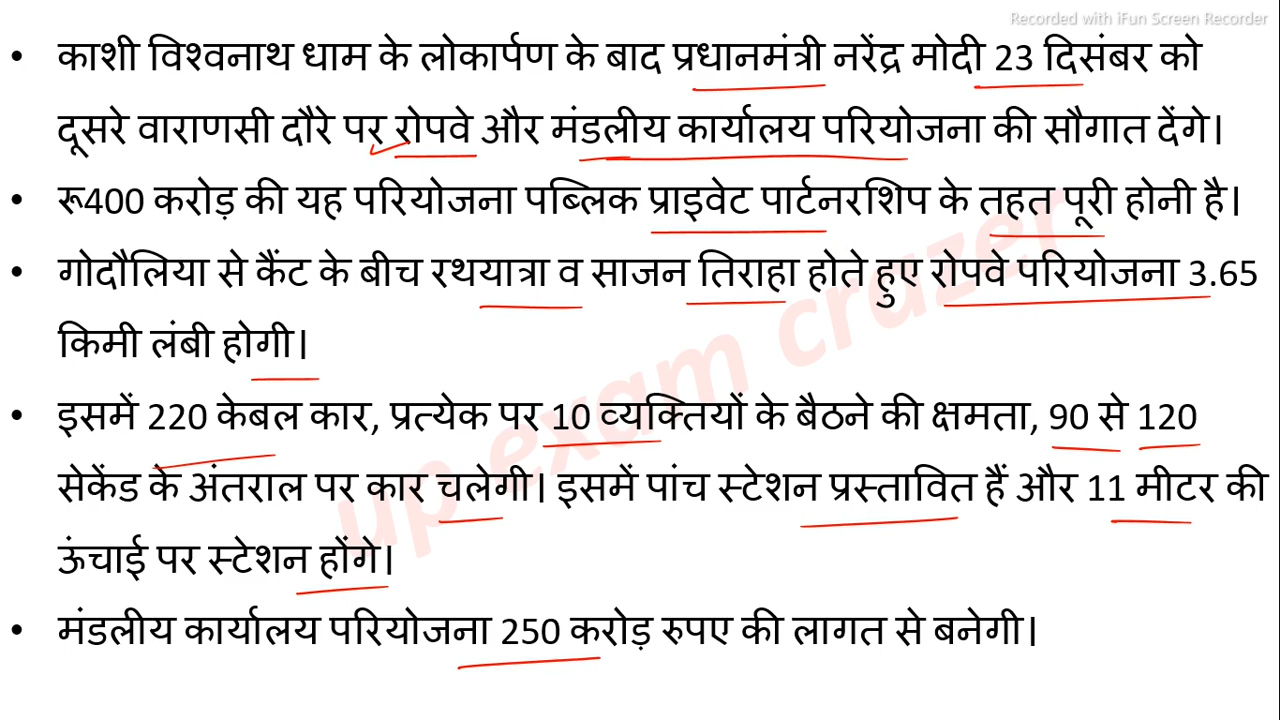 Recorded with iFun Screen Recorder
• काशी विश्वनाथ धाम के लोकार्पण के बाद प्रधानमंत्री नरेंद्र मोदी 23 दिसंबर को
दूसरे वाराणसी दौरे पर रोपवे और मंडलीय कार्यालय परियोजना की सौगात देंगे।
• रू400 करोड़ की यह परियोजना पब्लिक प्राइवेट पार्टनरशिप के तहत पूरी होनी है।
• गोदौलिया से कैंट के बीच रथयात्रा व साजन तिराहा होते हुए रोपवे परियोजना 3.65
किमी लंबी होगी।
• इसमें 220 केबल कार, प्रत्येक पर 10 व्यक्तियों के बैठने की क्षमता, 90 से 120
सेकेंड के अंतराल पर कार चलेगी। इसमें पांच स्टेशन प्रस्तावित हैं और 11 मीटर की
ऊंचाई पर स्टेशन होंगे।
• मंडलीय कार्यालय परियोजना 250 करोड़ रुपए की लागत से बनेगी।
up exam crazer